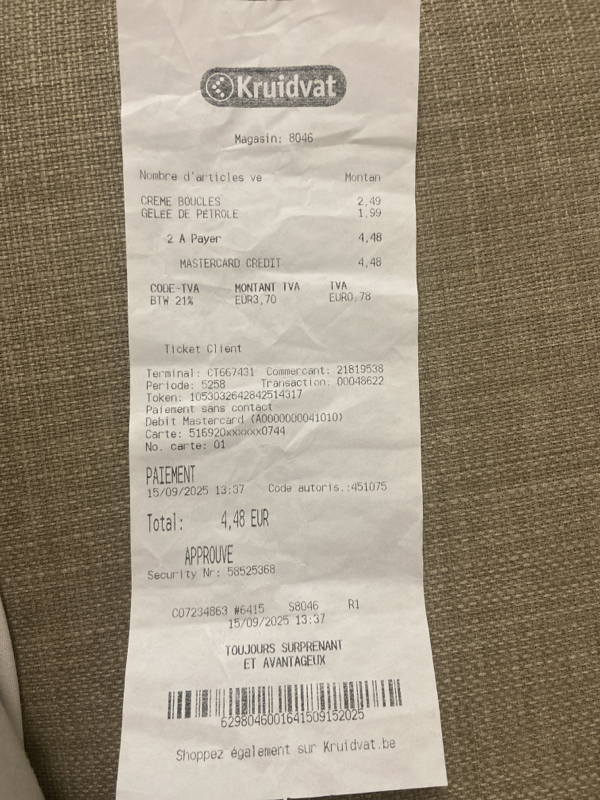 Kruidvat
Magasin: 8046
Nombre d'articles ve Montan
CREME BOUCLES 2,49
GELEE DE PETROLE 1,99
2 A Payer 4,48
MASTERCARD CREDIT 4,48
CODE-TVA MONTANT TVA TVA
BTW 21% EUR3,70 EUR0,78
Ticket Client
Terminal: CT667431 Commercant: 21819538
Periode: 5258 Transaction: 00048622
Token: 1053032642842514317
Paiement sans contact
Debit Mastercard (A0000000041010)
Carte: 516920xxxxxx0744
No. carte: 01
PAIEMENT
15/09/2025 13:37 Code autoris.:451075
Total: 4,48 EUR
APPROUVE
Security Nr: 58525368
C07234863 #6415 S8046 R1
15/09/2025 13:37
TOUJOURS SURPRENANT
ET AVANTAGEUX
6298046001641509152025
Shoppez également sur Kruidvat.be